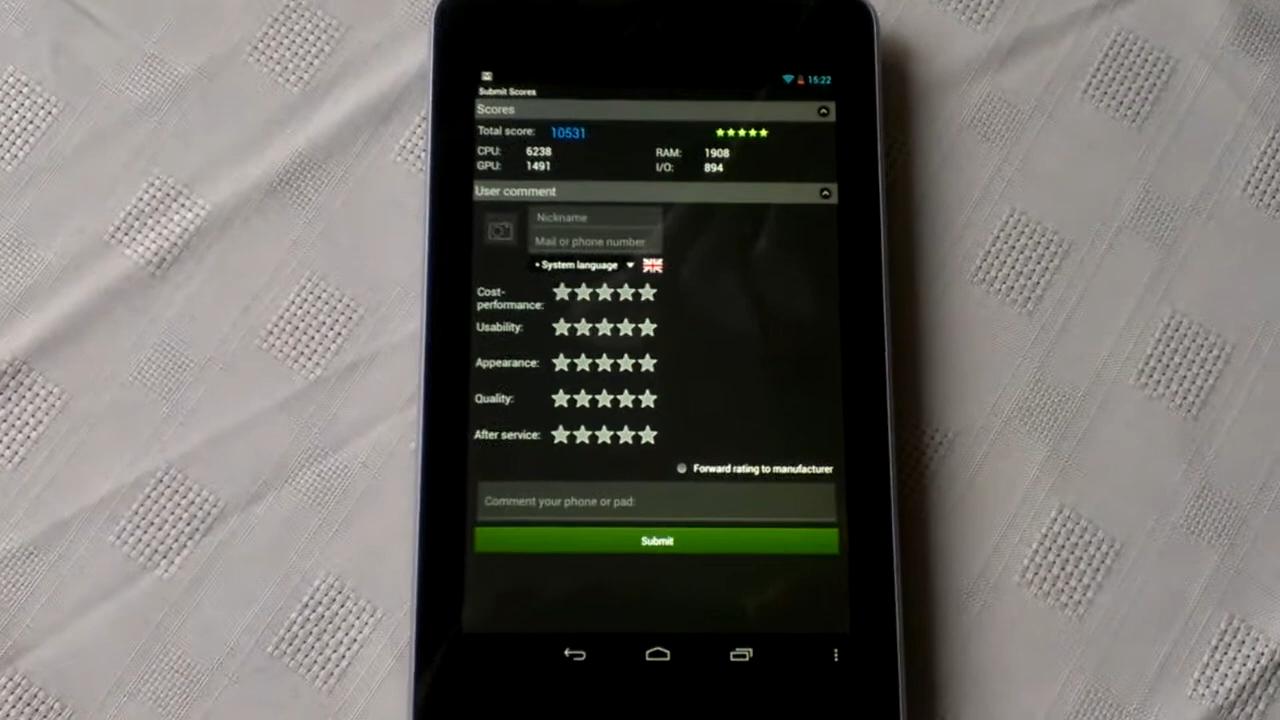 15:22
Submit Scores
Scores
Total score: 10531
CPU: 6238 RAM: 1908
GPU: 1491 I/O: 894
User comment
Nickname
Mail or phone number
• System language
Cost-
performance:
Usability:
Appearance:
Quality:
After service:
Forward rating to manufacturer
Comment your phone or pad:
Submit